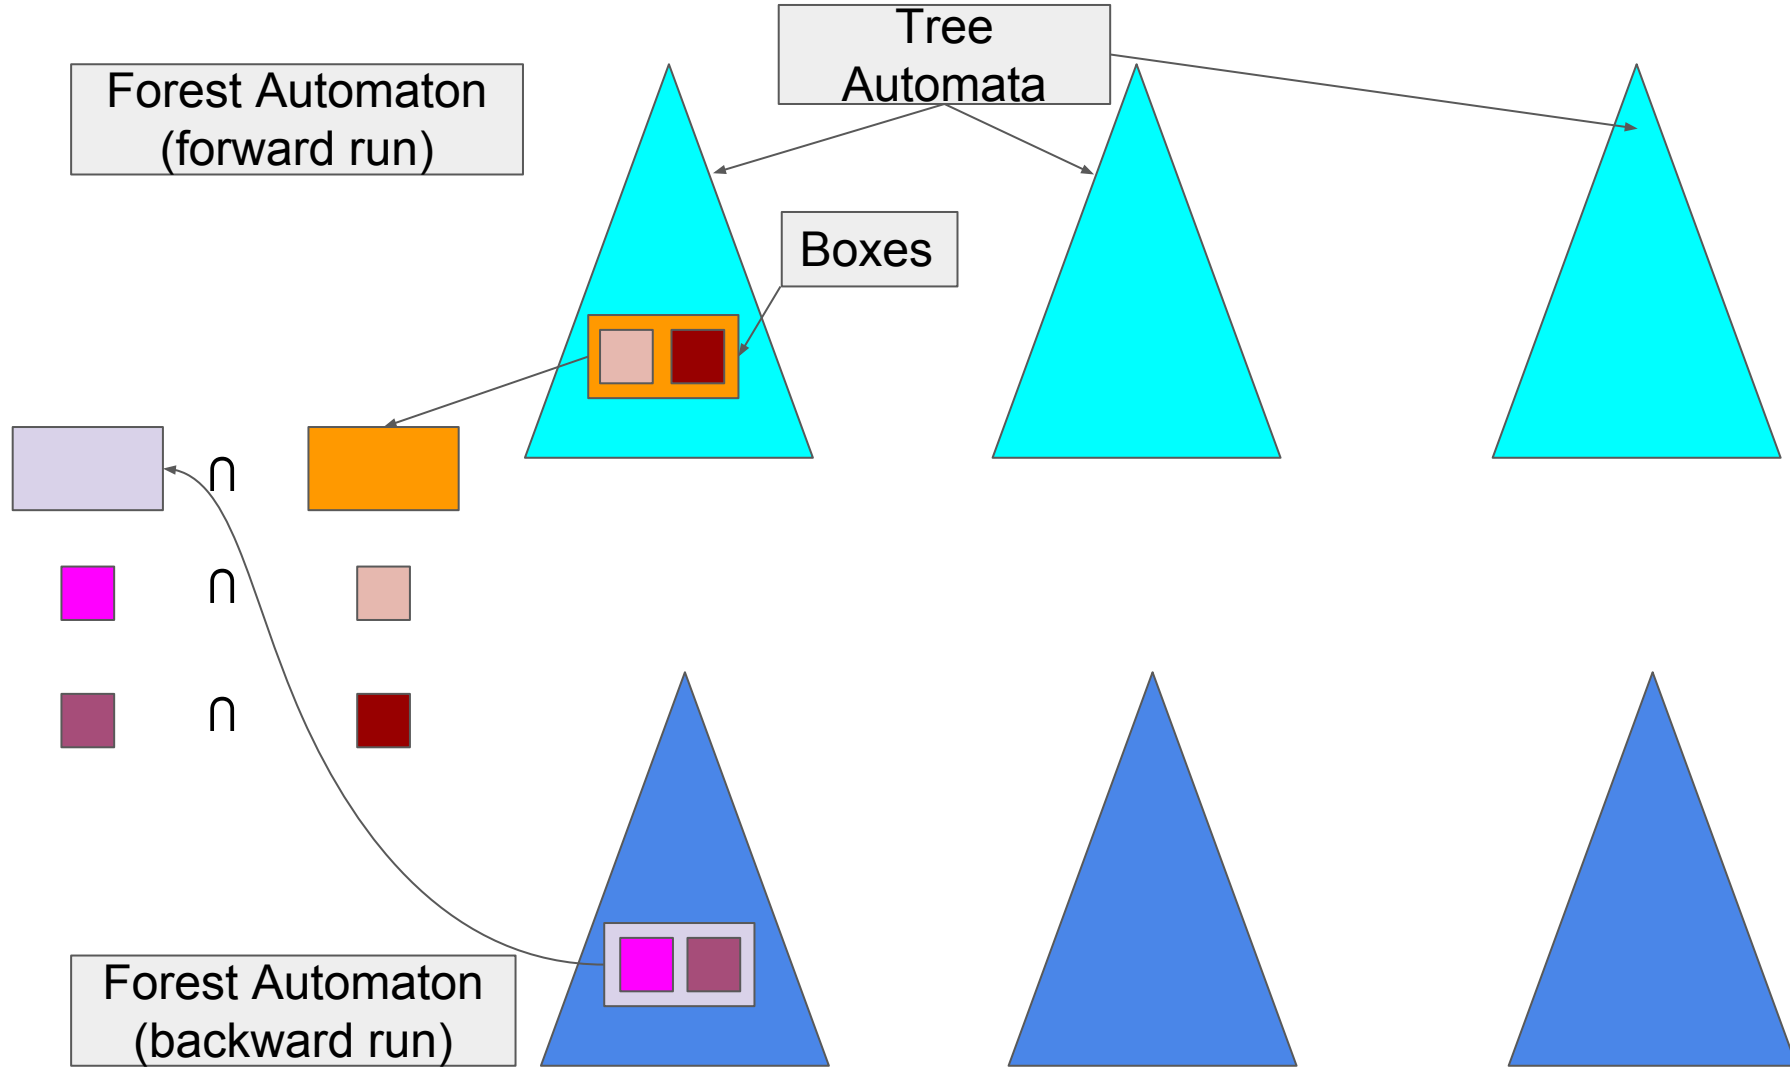 Tree
Automata
Forest Automaton
(forward run)
Boxes
∩
∩
∩
Forest Automaton
(backward run)